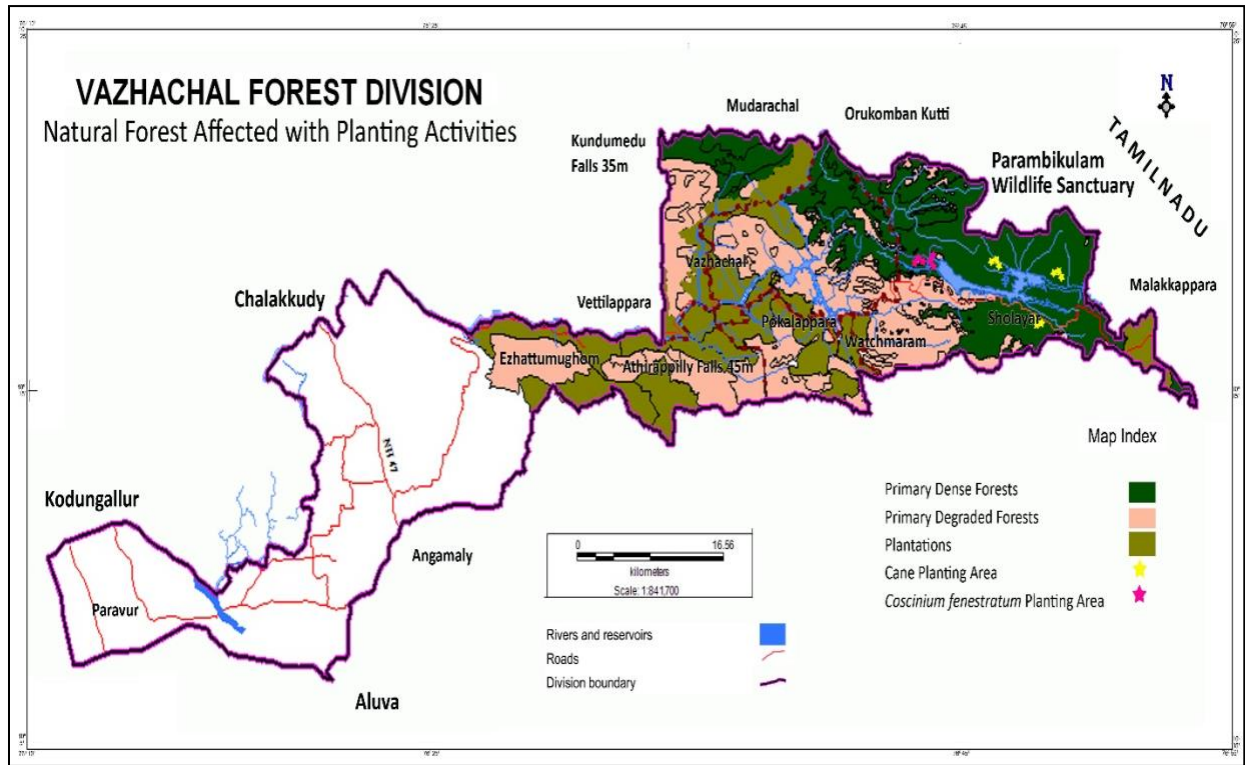 VAZHACHAL FOREST DIVISION
Natural Forest Affected with Planting Activities
Mudarachal
Orukomban Kutti
N
Kundumedu
Falls 35m
TAMILNADU
Parambikulam
Wildlife Sanctuary
Vazhachal
Malakkappara
Chalakkudy
Vettilappara
Pokalappara
Sholayar
Watchmaram
Ezhattumughom
Athirappilly Falls.45m
NH 47
Map Index
Kodungallur
Primary Dense Forests
Primary Degraded Forests
Plantations
Cane Planting Area
Coscinium fenestratum Planting Area
Angamaly
0 16.56
kilometers
Scale: 1:841,700
Paravur
Rivers and reservoirs
Roads
Division boundary
Aluva